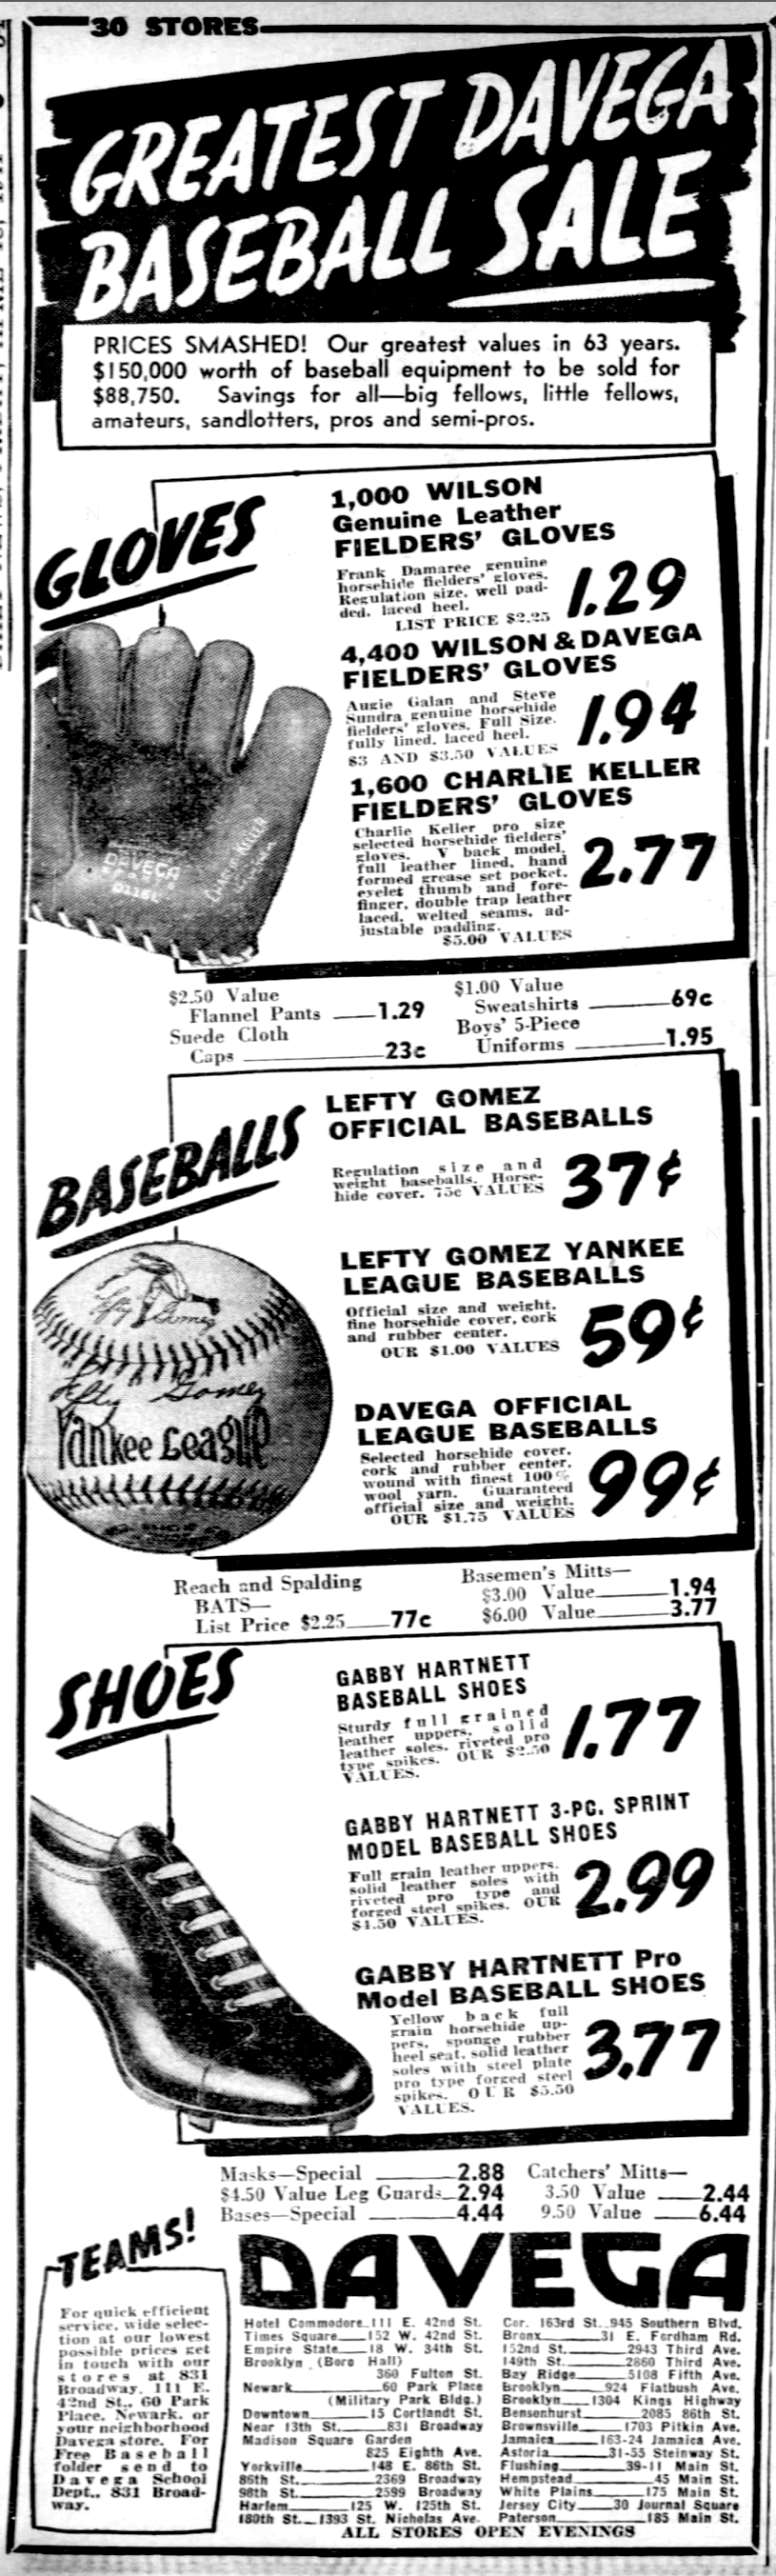 30 STORES
GREATEST DAVEGA
BASEBALL SALE
PRICES SMASHED! Our greatest values in 63 years.
$150,000 worth of baseball equipment to be sold for
$88,750. Savings for all—big fellows, little fellows,
amateurs, sandlotters, pros and semi-pros.
GLOVES
1,000 WILSON
Genuine Leather
FIELDERS' GLOVES
Frank Damaree genuine
horsehide fielders' gloves.
Regulation size, well pad-
ded, laced heel.
LIST PRICE $2.25
1.29
4,400 WILSON & DAVEGA
FIELDERS' GLOVES
Augie Galan and Steve
Sundra genuine horsehide
fielders' gloves. Full Size.
fully lined, laced heel.
$3 AND $3.50 VALUES
1.94
1,600 CHARLIE KELLER
FIELDERS' GLOVES
Charlie Keller pro size
selected horsehide fielders'
gloves. V back model,
full leather lined, hand
formed grease set pocket,
eyelet thumb and fore-
finger, double trap leather
laced, welted seams, ad-
justable padding.
$5.00 VALUES
2.77
DAVEGA
D116L
CHARLIE KELLER
$2.50 Value
Flannel Pants 1.29
Suede Cloth
Caps 23c
$1.00 Value
Sweatshirts 69c
Boys' 5-Piece
Uniforms 1.95
BASEBALLS
LEFTY GOMEZ
OFFICIAL BASEBALLS
Regulation size and
weight baseballs. Horse-
hide cover. 75c VALUES
37¢
LEFTY GOMEZ YANKEE
LEAGUE BASEBALLS
Official size and weight,
fine horsehide cover, cork
and rubber center.
OUR $1.00 VALUES
59¢
DAVEGA OFFICIAL
LEAGUE BASEBALLS
Selected horsehide cover,
cork and rubber center,
wound with finest 100%
wool yarn. Guaranteed
official size and weight.
OUR $1.75 VALUES
99¢
Lefty Gomez
Lefty Gomez
Yankee League
Reach and Spalding
BATS—
List Price $2.25 77c
Basemen's Mitts—
$3.00 Value 1.94
$6.00 Value 3.77
SHOES
GABBY HARTNETT
BASEBALL SHOES
Sturdy full grained
leather uppers, solid
leather soles, riveted pro
type spikes. OUR $2.50
VALUES.
1.77
GABBY HARTNETT 3-PC. SPRINT
MODEL BASEBALL SHOES
Full grain leather uppers,
solid leather soles with
riveted pro type and
forged steel spikes. OUR
$4.50 VALUES.
2.99
GABBY HARTNETT Pro
Model BASEBALL SHOES
Yellow back full
grain horsehide up-
pers, sponge rubber
heel seat, solid leather
soles with steel plate
pro type forged steel
spikes. OUR $5.50
VALUES.
3.77
Masks—Special 2.88
$4.50 Value Leg Guards 2.94
Bases—Special 4.44
Catchers' Mitts—
3.50 Value 2.44
9.50 Value 6.44
TEAMS!
For quick efficient
service, wide selec-
tion at our lowest
possible prices get
in touch with our
stores at 831
Broadway, 111 E.
42nd St., 60 Park
Place, Newark, or
your neighborhood
Davega store. For
Free Baseball
folder send to
Davega School
Dept., 831 Broad-
way.
DAVEGA
Hotel Commodore 111 E. 42nd St.
Times Square 152 W. 42nd St.
Empire State 18 W. 34th St.
Brooklyn (Boro Hall)
360 Fulton St.
Newark 60 Park Place
(Military Park Bldg.)
Downtown 15 Cortlandt St.
Near 13th St. 831 Broadway
Madison Square Garden
825 Eighth Ave.
Yorkville 148 E. 86th St.
86th St. 2369 Broadway
98th St. 2599 Broadway
Harlem 125 W. 125th St.
180th St. 1393 St. Nicholas Ave.
Cor. 163rd St. 945 Southern Blvd.
Bronx 31 E. Fordham Rd.
152nd St. 2943 Third Ave.
149th St. 2860 Third Ave.
Bay Ridge 5108 Fifth Ave.
Brooklyn 924 Flatbush Ave.
Brooklyn 1304 Kings Highway
Bensonhurst 2085 86th St.
Brownsville 1703 Pitkin Ave.
Jamaica 163-24 Jamaica Ave.
Astoria 31-55 Steinway St.
Flushing 39-11 Main St.
Hempstead 45 Main St.
White Plains 175 Main St.
Jersey City 30 Journal Square
Paterson 185 Main St.
ALL STORES OPEN EVENINGS